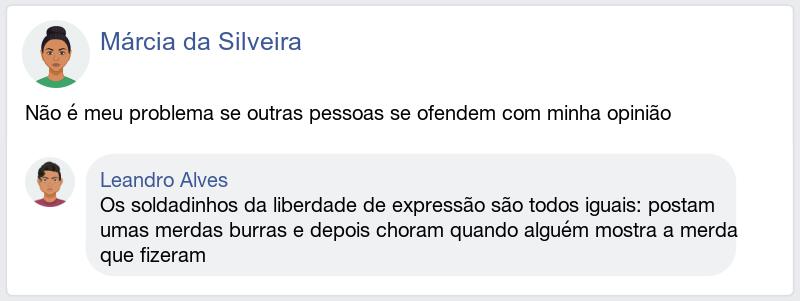 Márcia da Silveira
Não é meu problema se outras pessoas se ofendem com minha opinião
Leandro Alves
Os soldadinhos da liberdade de expressão são todos iguais: postam
umas merdas burras e depois choram quando alguém mostra a merda
que fizeram